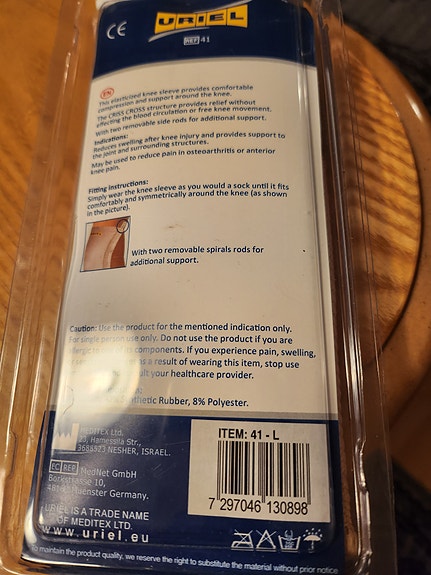 CE
URIEL
REF 41
EN
This elasticized knee sleeve provides comfortable
compression and support around the knee.
The CRISS CROSS structure provides relief without
effecting the blood circulation or free knee movement.
With two removable side rods for additional support.
Indications:
Reduces swelling after knee injury and provides support to
the joint and surrounding structures.
May be used to reduce pain in osteoarthritis or anterior
knee pain.
Fitting instructions:
Simply wear the knee sleeve as you would a sock until it fits
comfortably and symmetrically around the knee (as shown
in the picture).
With two removable spirals rods for
additional support.
Caution: Use the product for the mentioned indication only.
For single person use only. Do not use the product if you are
allergic to components. If you experience pain, swelling,
as a result of wearing this item, stop use
your healthcare provider.
Rubber, 8% Polyester.
MEDITEX Ltd.
Hamessila Str.,
NESHER, ISRAEL.
EC REP MedNet GmbH
Borkstrasse 10,
Muenster Germany.
URIEL IS A TRADE NAME
OF MEDITEX LTD.
www.uriel.eu
ITEM: 41 - L
7 297046 130898
to maintain the product quality, we reserve the right to substitute the material without prior notice